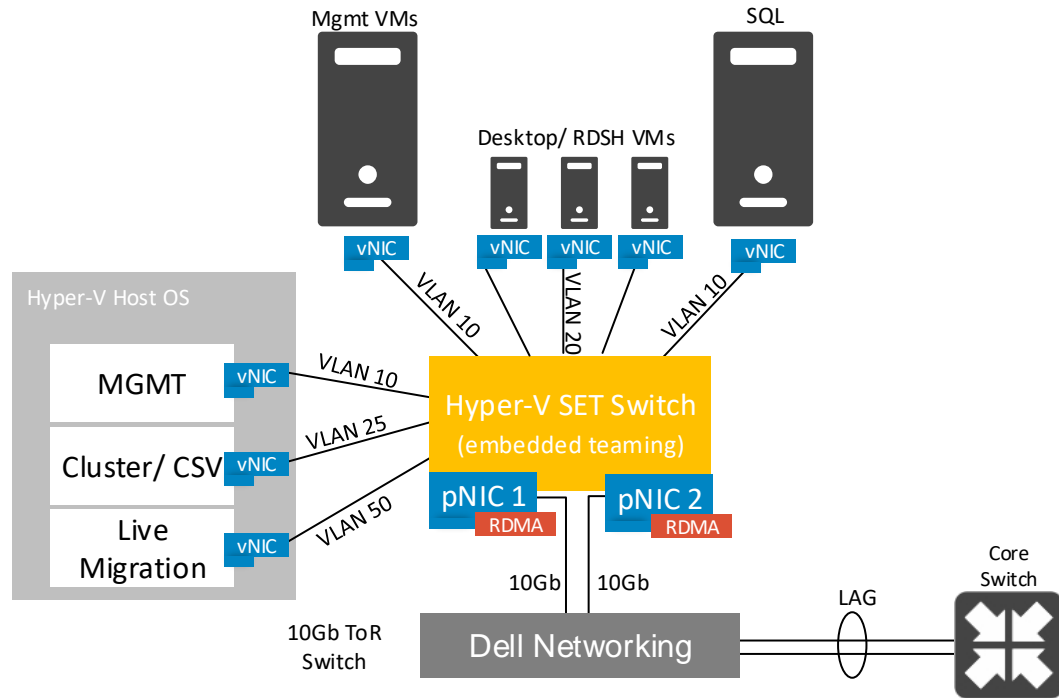 Mgmt VMs
SQL
Desktop/ RDSH VMs
vNIC
vNIC
vNIC
vNIC
vNIC
VLAN 10
VLAN 20
VLAN 10
Hyper-V Host OS
MGMT
vNIC
VLAN 10
Cluster/ CSV
vNIC
VLAN 25
Live
Migration
vNIC
VLAN 50
Hyper-V SET Switch
(embedded teaming)
pNIC 1
RDMA
pNIC 2
RDMA
10Gb
10Gb
10Gb ToR
Switch
Dell Networking
LAG
Core
Switch